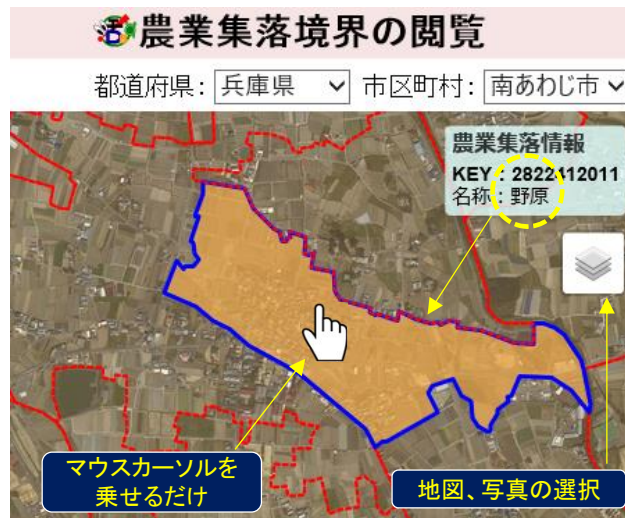 農業集落境界の閲覧
都道府県： 兵庫県 市区町村： 南あわじ市
農業集落情報
KEY : 2822412011
名称 : 野原
マウスカーソルを
乗せるだけ
地図、写真の選択